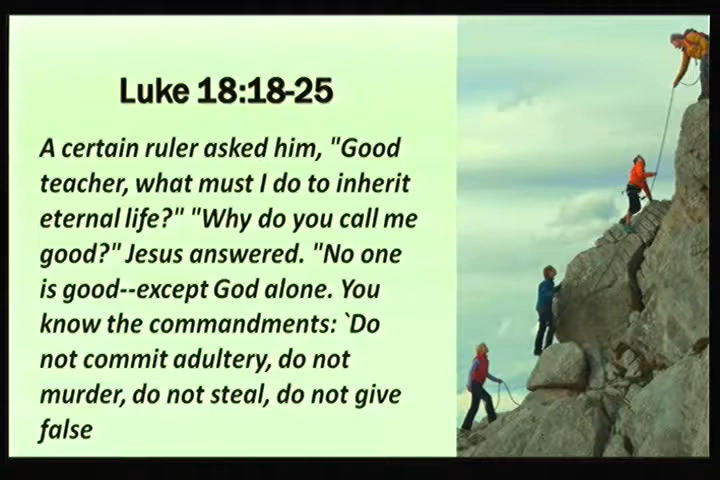 Luke 18:18-25
A certain ruler asked him, "Good
teacher, what must I do to inherit
eternal life?" "Why do you call me
good?" Jesus answered. "No one
is good--except God alone. You
know the commandments: `Do
not commit adultery, do not
murder, do not steal, do not give
false